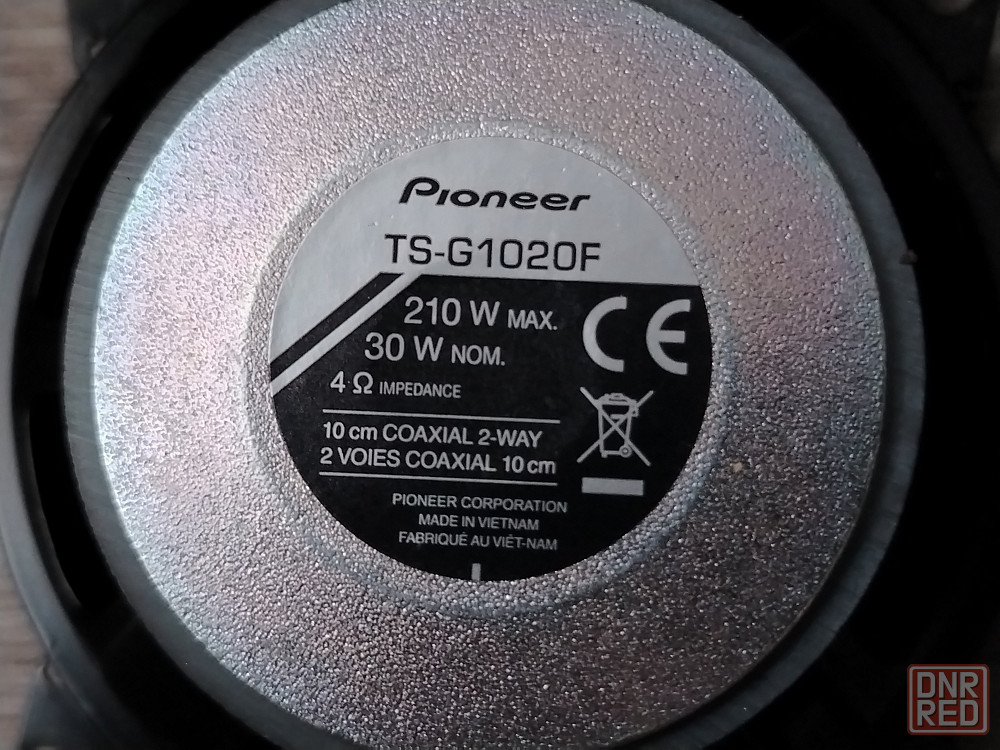 Pioneer
TS-G1020F
210 W MAX.
30 W NOM.
4 Ω IMPEDANCE
10 cm COAXIAL 2-WAY
2 VOIES COAXIAL 10 cm
PIONEER CORPORATION
MADE IN VIETNAM
FABRIQUÉ AU VIÊT-NAM
CE
DNR
RED